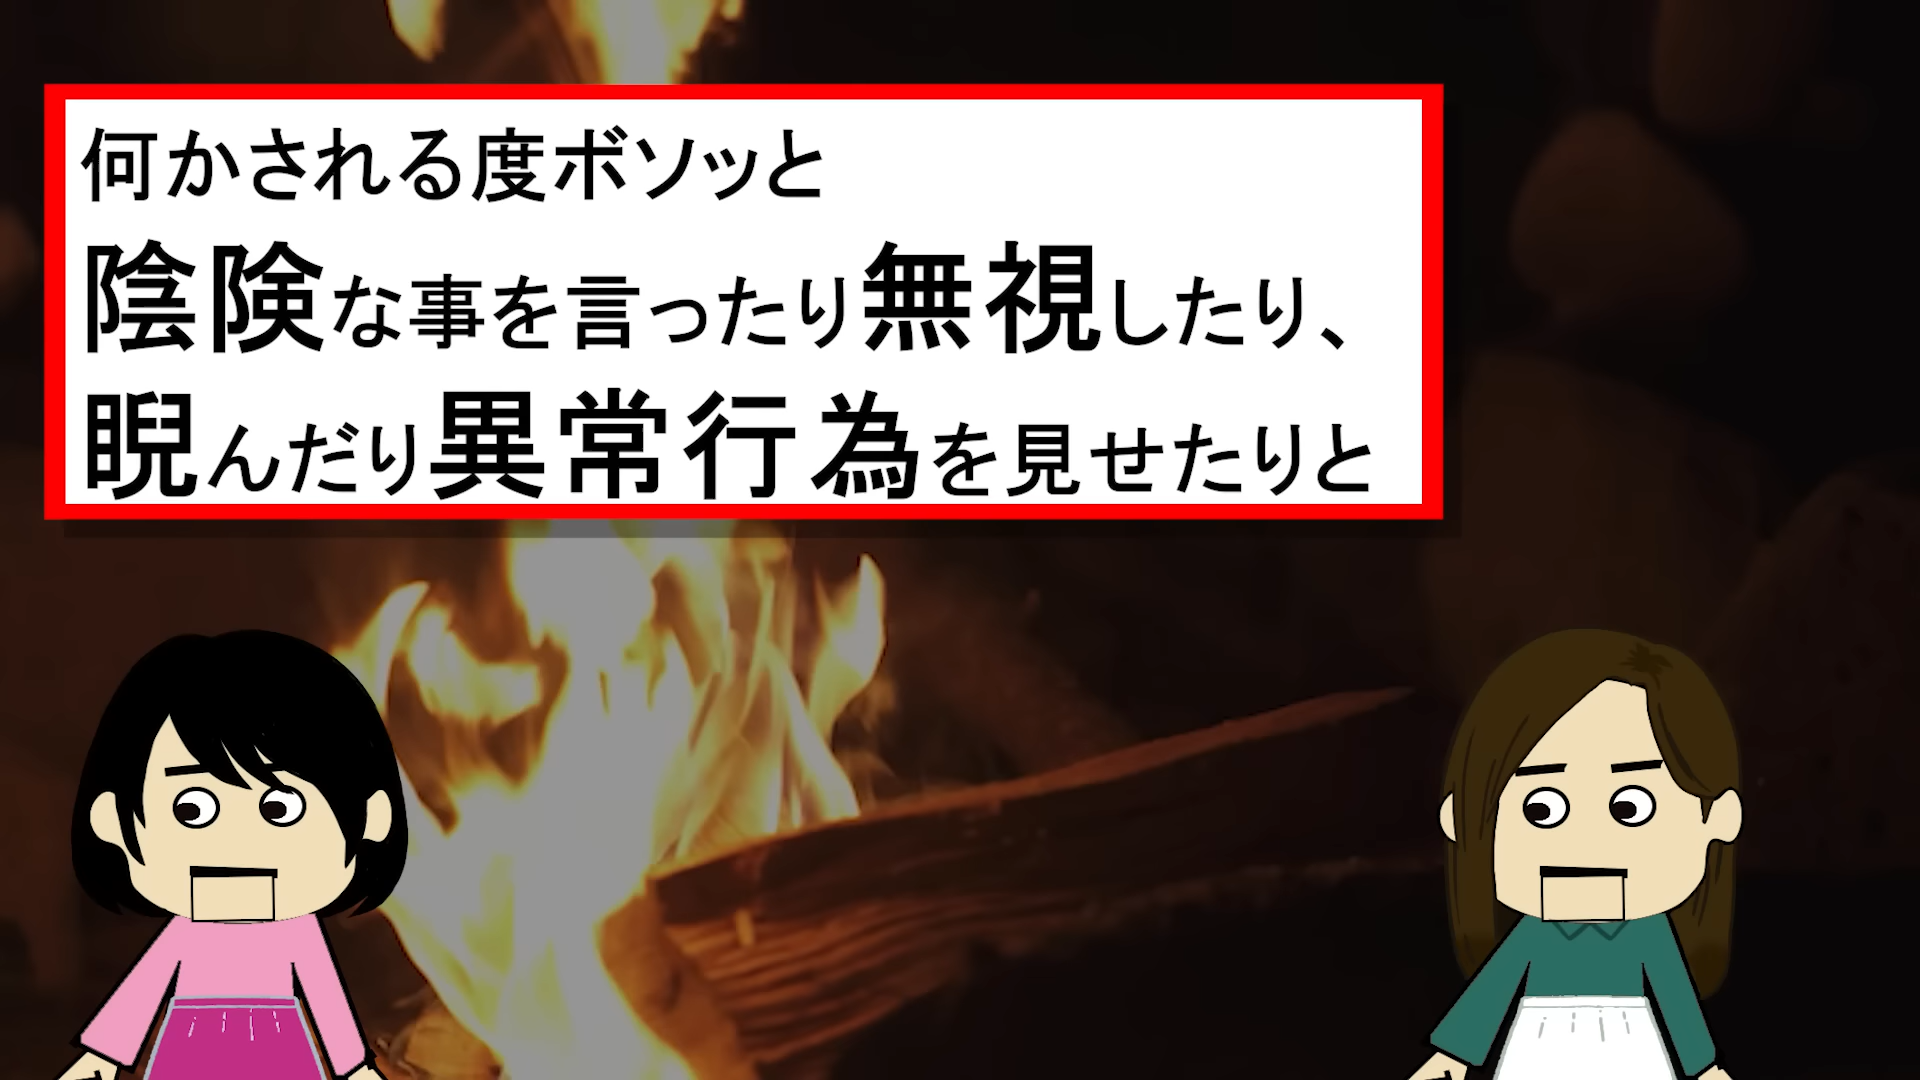 何かされる度ボソッと
陰険な事を言ったり無視したり、
睨んだり異常行為を見せたりと